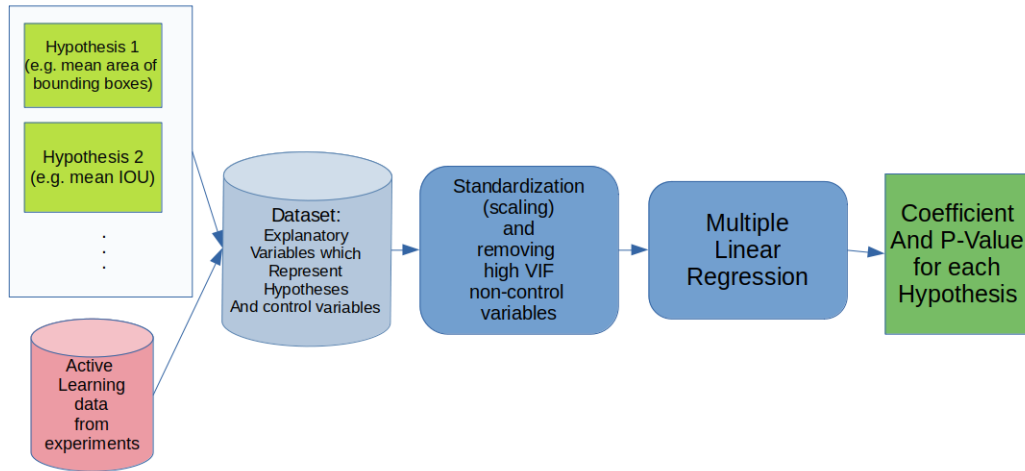 Hypothesis 1
(e.g. mean area of
bounding boxes)
Hypothesis 2
(e.g. mean IOU)
.
.
.
Active
Learning
data
from
experiments
Dataset:
Explanatory
Variables which
Represent
Hypotheses
And control variables
Standardization
(scaling)
and
removing
high VIF
non-control
variables
Multiple
Linear
Regression
Coefficient
And P-Value
for each
Hypothesis